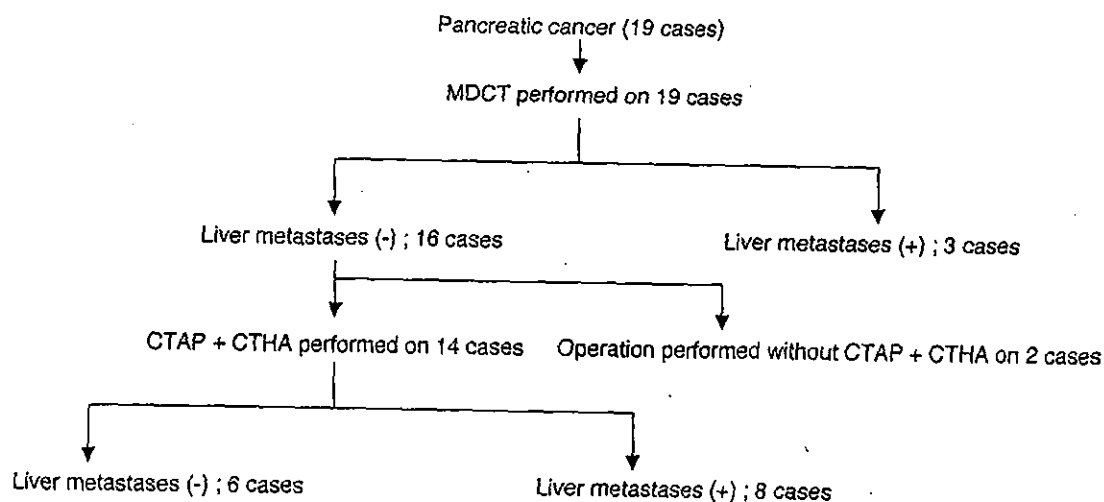 Pancreatic cancer (19 cases)
MDCT performed on 19 cases
Liver metastases (-) ; 16 cases
Liver metastases (+) ; 3 cases
CTAP + CTHA performed on 14 cases
Operation performed without CTAP + CTHA on 2 cases
Liver metastases (-) ; 6 cases
Liver metastases (+) ; 8 cases